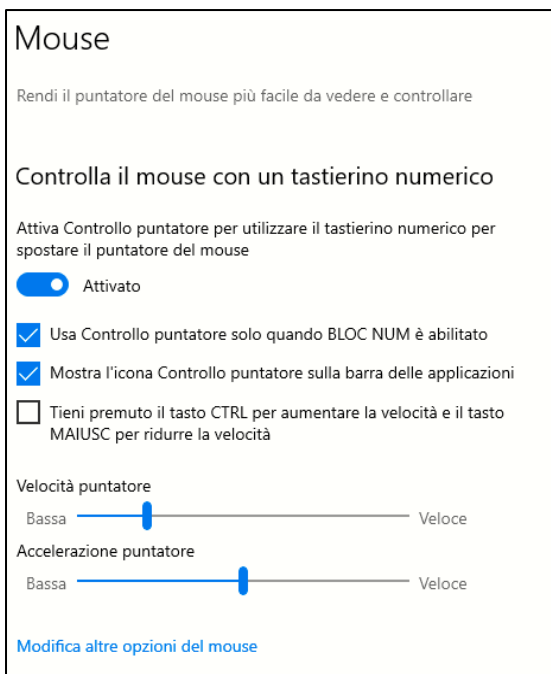 Mouse
Rendi il puntatore del mouse più facile da vedere e controllare
Controlla il mouse con un tastierino numerico
Attiva Controllo puntatore per utilizzare il tastierino numerico per
spostare il puntatore del mouse
Attivato
Usa Controllo puntatore solo quando BLOC NUM è abilitato
Mostra l'icona Controllo puntatore sulla barra delle applicazioni
Tieni premuto il tasto CTRL per aumentare la velocità e il tasto
MAIUSC per ridurre la velocità
Velocità puntatore
Bassa Veloce
Accelerazione puntatore
Bassa Veloce
Modifica altre opzioni del mouse